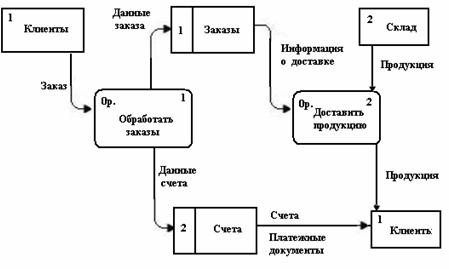 1
Клиенты
Данные
заказа
1
Заказы
2
Склад
Заказ
Информация
о доставке
Продукция
0р.
1
Обработать
заказы
0р.
2
Доставить
продукцию
Данные
счета
Продукция
2
Счета
Счета
Платежные
документы
1
Клиенть